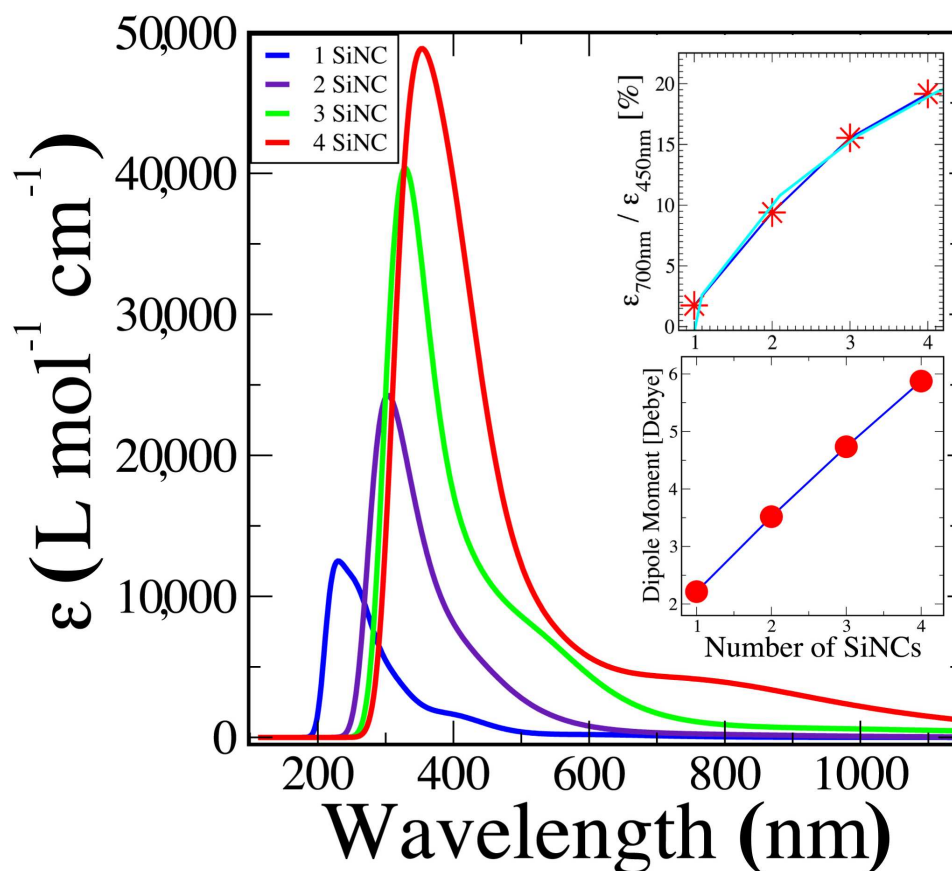 50,000
40,000
30,000
20,000
10,000
0
ε (L mol⁻¹ cm⁻¹)
1 SiNC
2 SiNC
3 SiNC
4 SiNC
200 400 600 800 1000
Wavelength (nm)
20
15
10
5
0
ε700nm / ε450nm [%]
1 2 3 4
6
5
4
3
2
Dipole Moment [Debye]
1 2 3 4
Number of SiNCs